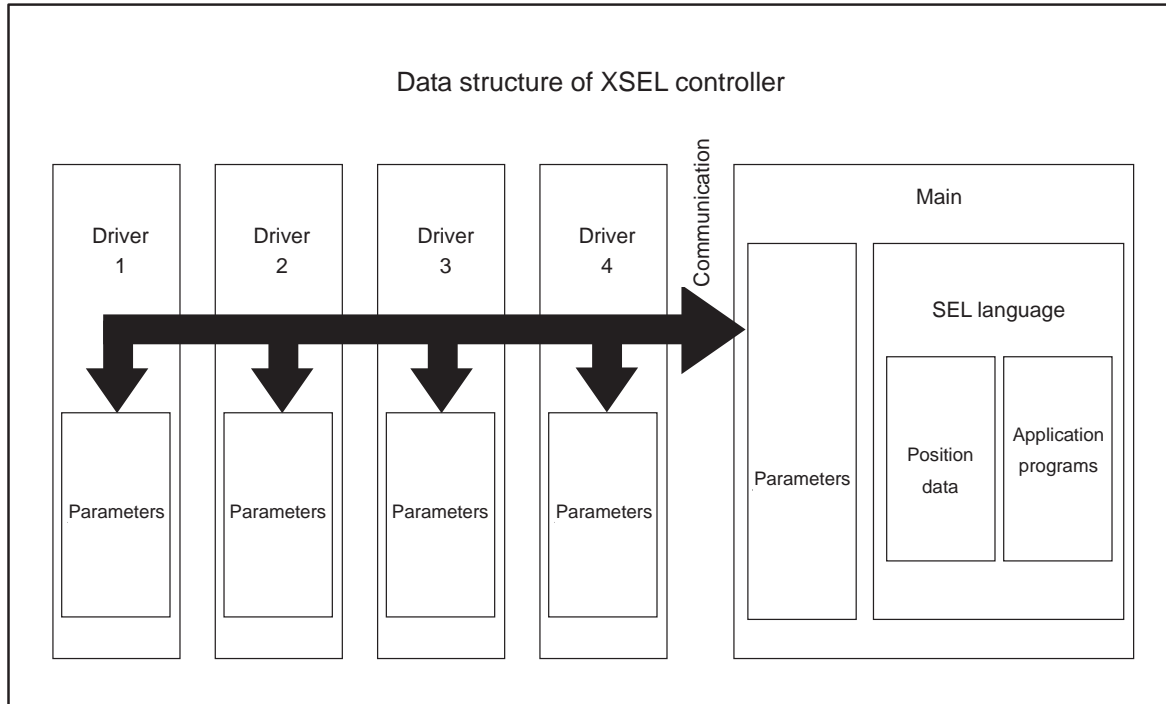 Data structure of XSEL controller
Driver
1
Driver
2
Driver
3
Driver
4
Communication
Main
SEL language
Parameters
Parameters
Parameters
Parameters
Parameters
Position
data
Application
programs